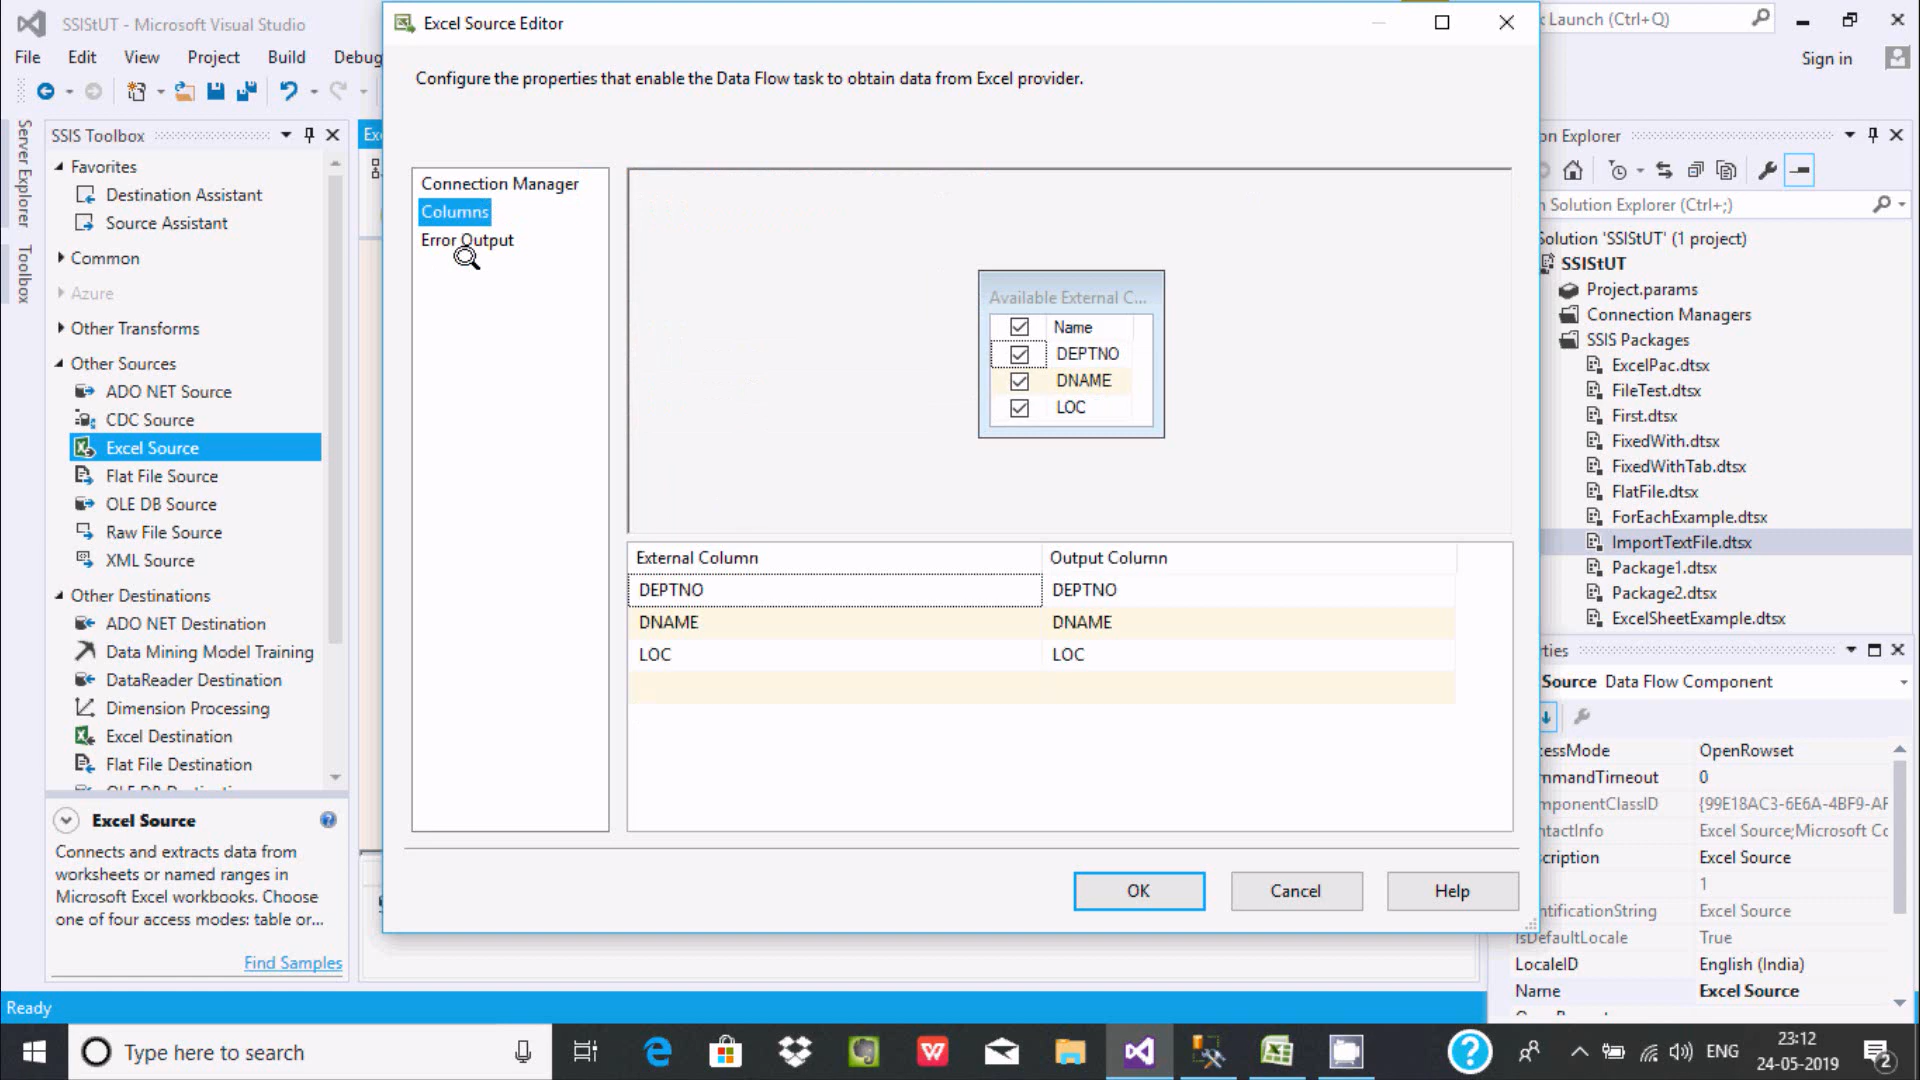 SSIStUT - Microsoft Visual Studio
File Edit View Project Build Debug
Excel Source Editor
Launch (Ctrl+Q)
Sign in
Configure the properties that enable the Data Flow task to obtain data from Excel provider.
Server Explorer
Toolbox
SSIS Toolbox
Favorites
Destination Assistant
Source Assistant
Common
Azure
Other Transforms
Other Sources
ADO NET Source
CDC Source
Excel Source
Flat File Source
OLE DB Source
Raw File Source
XML Source
Other Destinations
ADO NET Destination
Data Mining Model Training
DataReader Destination
Dimension Processing
Excel Destination
Flat File Destination
Excel Source
Connects and extracts data from
worksheets or named ranges in
Microsoft Excel workbooks. Choose
one of four access modes: table or...
Find Samples
Ready
Connection Manager
Columns
Error Output
Available External C...
Name
DEPTNO
DNAME
LOC
External Column Output Column
DEPTNO DEPTNO
DNAME DNAME
LOC LOC
OK Cancel Help
on Explorer
Solution Explorer (Ctrl+;)
Solution 'SSIStUT' (1 project)
SSIStUT
Project.params
Connection Managers
SSIS Packages
ExcelPac.dtsx
FileTest.dtsx
First.dtsx
FixedWith.dtsx
FixedWithTab.dtsx
FlatFile.dtsx
ForEachExample.dtsx
ImportTextFile.dtsx
Package1.dtsx
Package2.dtsx
ExcelSheetExample.dtsx
ties
Source Data Flow Component
cessMode OpenRowset
mmandTimeout 0
mponentClassID {99E18AC3-6E6A-4BF9-AF
ntactInfo Excel Source;Microsoft Cc
scription Excel Source
1
ntificationString Excel Source
IsDefaultLocale True
LocaleID English (India)
Name Excel Source
Type here to search
ENG
23:12
24-05-2019
2